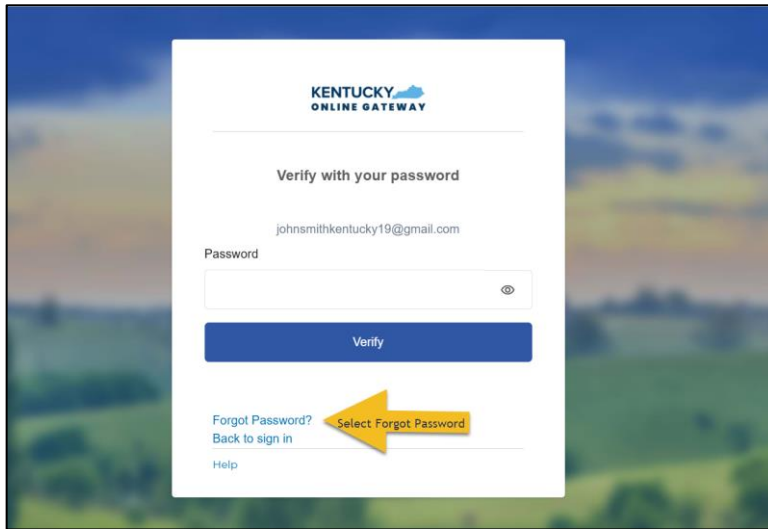 KENTUCKY
ONLINE GATEWAY
Verify with your password
johnsmithkentucky19@gmail.com
Password
Verify
Forgot Password?
Select Forgot Password
Back to sign in
Help